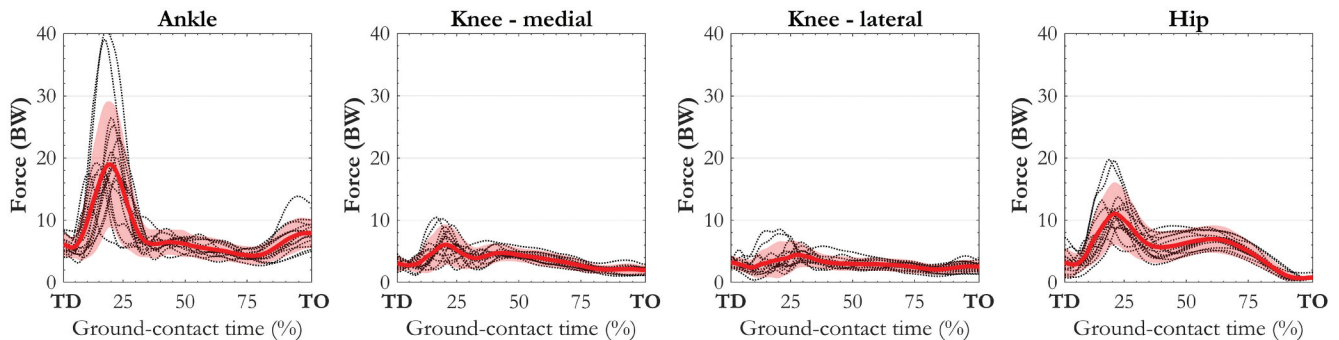 Ankle
Force (BW)
40
30
20
10
0
TD 25 50 75 TO
Ground-contact time (%)
Knee - medial
Force (BW)
40
30
20
10
0
TD 25 50 75 TO
Ground-contact time (%)
Knee - lateral
Force (BW)
40
30
20
10
0
TD 25 50 75 TO
Ground-contact time (%)
Hip
Force (BW)
40
30
20
10
0
TD 25 50 75 TO
Ground-contact time (%)